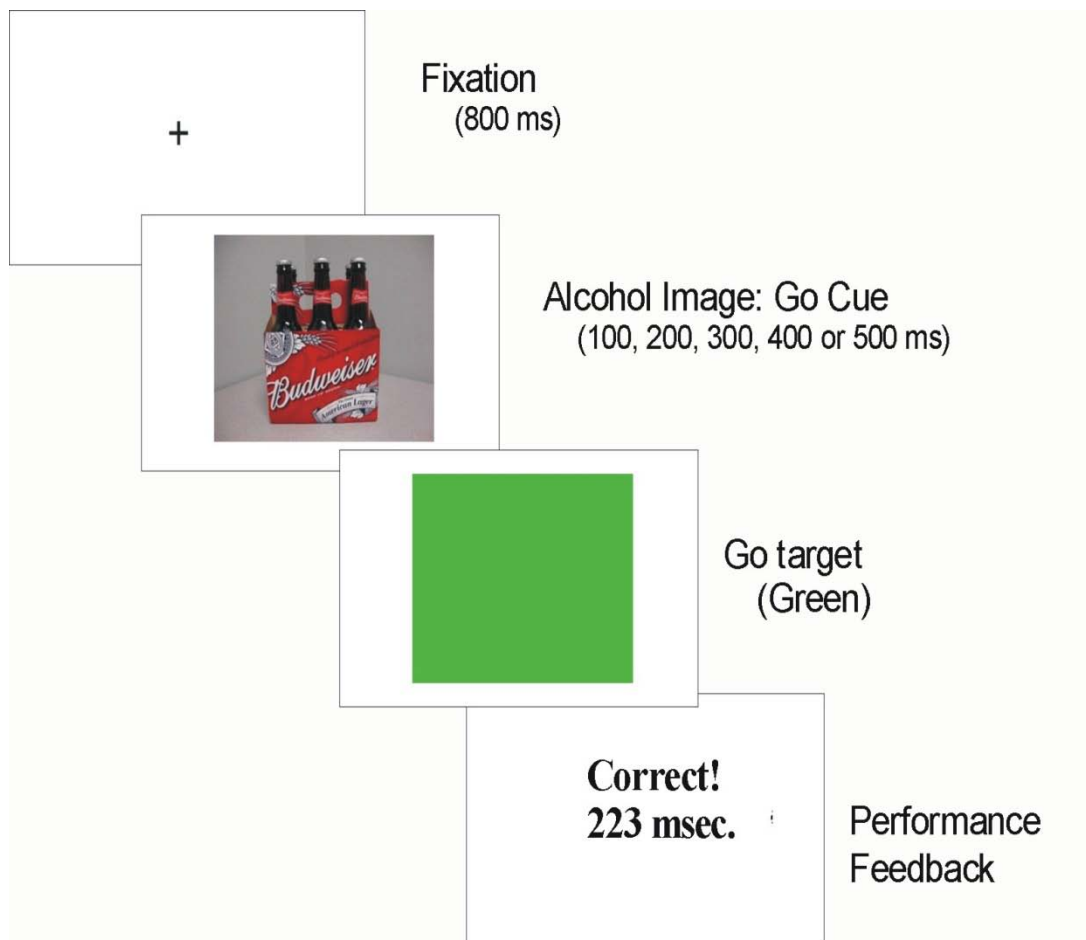 Fixation
(800 ms)
+
Alcohol Image: Go Cue
(100, 200, 300, 400 or 500 ms)
Budweiser
American Lager
Go target
(Green)
Correct!
223 msec.
Performance
Feedback